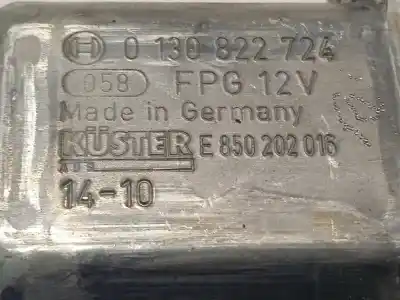 0 130 822 724
058 FPG 12V
Made in Germany
KÜSTER E 850 202 016
14-10